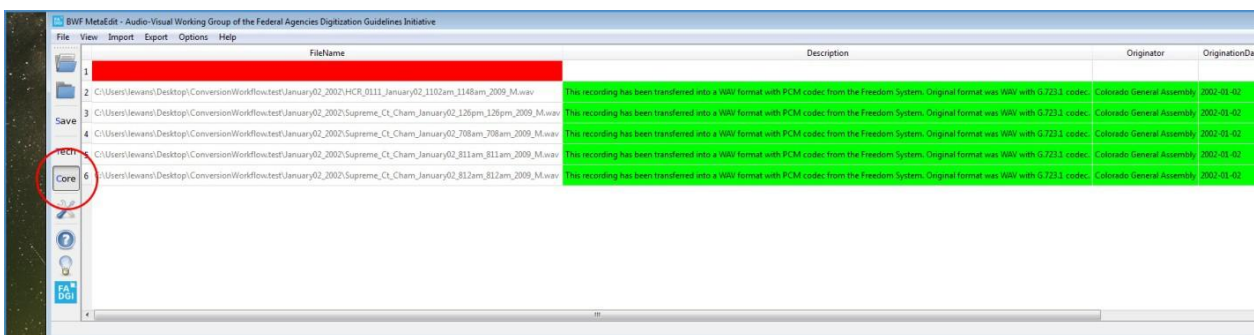 BWF MetaEdit - Audio-Visual Working Group of the Federal Agencies Digitization Guidelines Initiative
File View Import Export Options Help
FileName Description Originator OriginationDa
1
2 C:\Users\lewans\Desktop\ConversionWorkflow.test\January02_2002\HCR_0111_January02_1102am_1148am_2009_M.wav This recording has been transferred into a WAV format with PCM codec from the Freedom System. Original format was WAV with G.723.1 codec. Colorado General Assembly 2002-01-02
3 C:\Users\lewans\Desktop\ConversionWorkflow.test\January02_2002\Supreme_Ct_Cham_January02_126pm_126pm_2009_M.wav This recording has been transferred into a WAV format with PCM codec from the Freedom System. Original format was WAV with G.723.1 codec. Colorado General Assembly 2002-01-02
Save
4 C:\Users\lewans\Desktop\ConversionWorkflow.test\January02_2002\Supreme_Ct_Cham_January02_708am_708am_2009_M.wav This recording has been transferred into a WAV format with PCM codec from the Freedom System. Original format was WAV with G.723.1 codec. Colorado General Assembly 2002-01-02
Tech
5 C:\Users\lewans\Desktop\ConversionWorkflow.test\January02_2002\Supreme_Ct_Cham_January02_811am_811am_2009_M.wav This recording has been transferred into a WAV format with PCM codec from the Freedom System. Original format was WAV with G.723.1 codec. Colorado General Assembly 2002-01-02
Core
6 C:\Users\lewans\Desktop\ConversionWorkflow.test\January02_2002\Supreme_Ct_Cham_January02_812am_812am_2009_M.wav This recording has been transferred into a WAV format with PCM codec from the Freedom System. Original format was WAV with G.723.1 codec. Colorado General Assembly 2002-01-02
FA
DGI